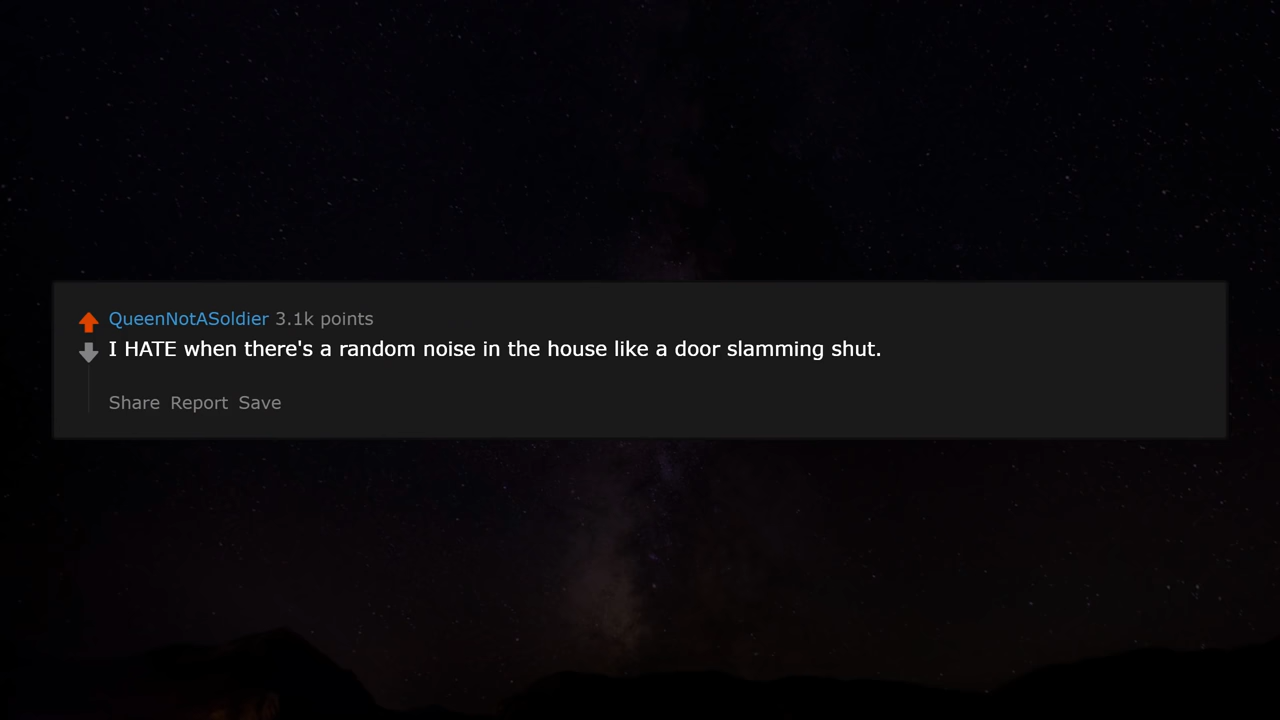 QueenNotASoldier 3.1k points
I HATE when there's a random noise in the house like a door slamming shut.
Share Report Save